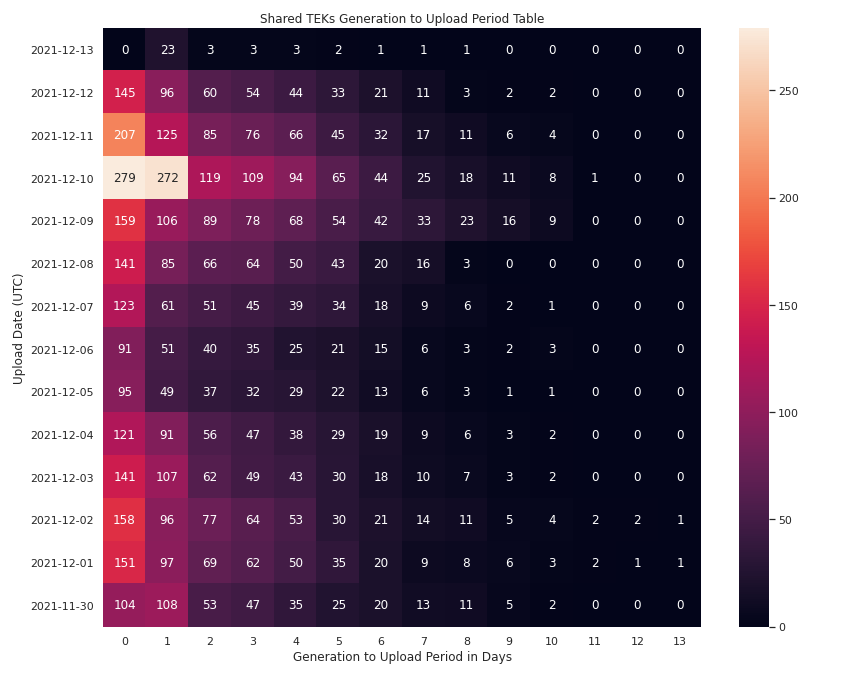 Shared TEKs Generation to Upload Period Table
2021-12-13 0 23 3 3 3 2 1 1 1 0 0 0 0 0
2021-12-12 145 96 60 54 44 33 21 11 3 2 2 0 0 0
2021-12-11 207 125 85 76 66 45 32 17 11 6 4 0 0 0
2021-12-10 279 272 119 109 94 65 44 25 18 11 8 1 0 0
2021-12-09 159 106 89 78 68 54 42 33 23 16 9 0 0 0
2021-12-08 141 85 66 64 50 43 20 16 3 0 0 0 0 0
2021-12-07 123 61 51 45 39 34 18 9 6 2 1 0 0 0
2021-12-06 91 51 40 35 25 21 15 6 3 2 3 0 0 0
2021-12-05 95 49 37 32 29 22 13 6 3 1 1 0 0 0
2021-12-04 121 91 56 47 38 29 19 9 6 3 2 0 0 0
2021-12-03 141 107 62 49 43 30 18 10 7 3 2 0 0 0
2021-12-02 158 96 77 64 53 30 21 14 11 5 4 2 2 1
2021-12-01 151 97 69 62 50 35 20 9 8 6 3 2 1 1
2021-11-30 104 108 53 47 35 25 20 13 11 5 2 0 0 0
0 1 2 3 4 5 6 7 8 9 10 11 12 13
Generation to Upload Period in Days
Upload Date (UTC)
250
200
150
100
50
0